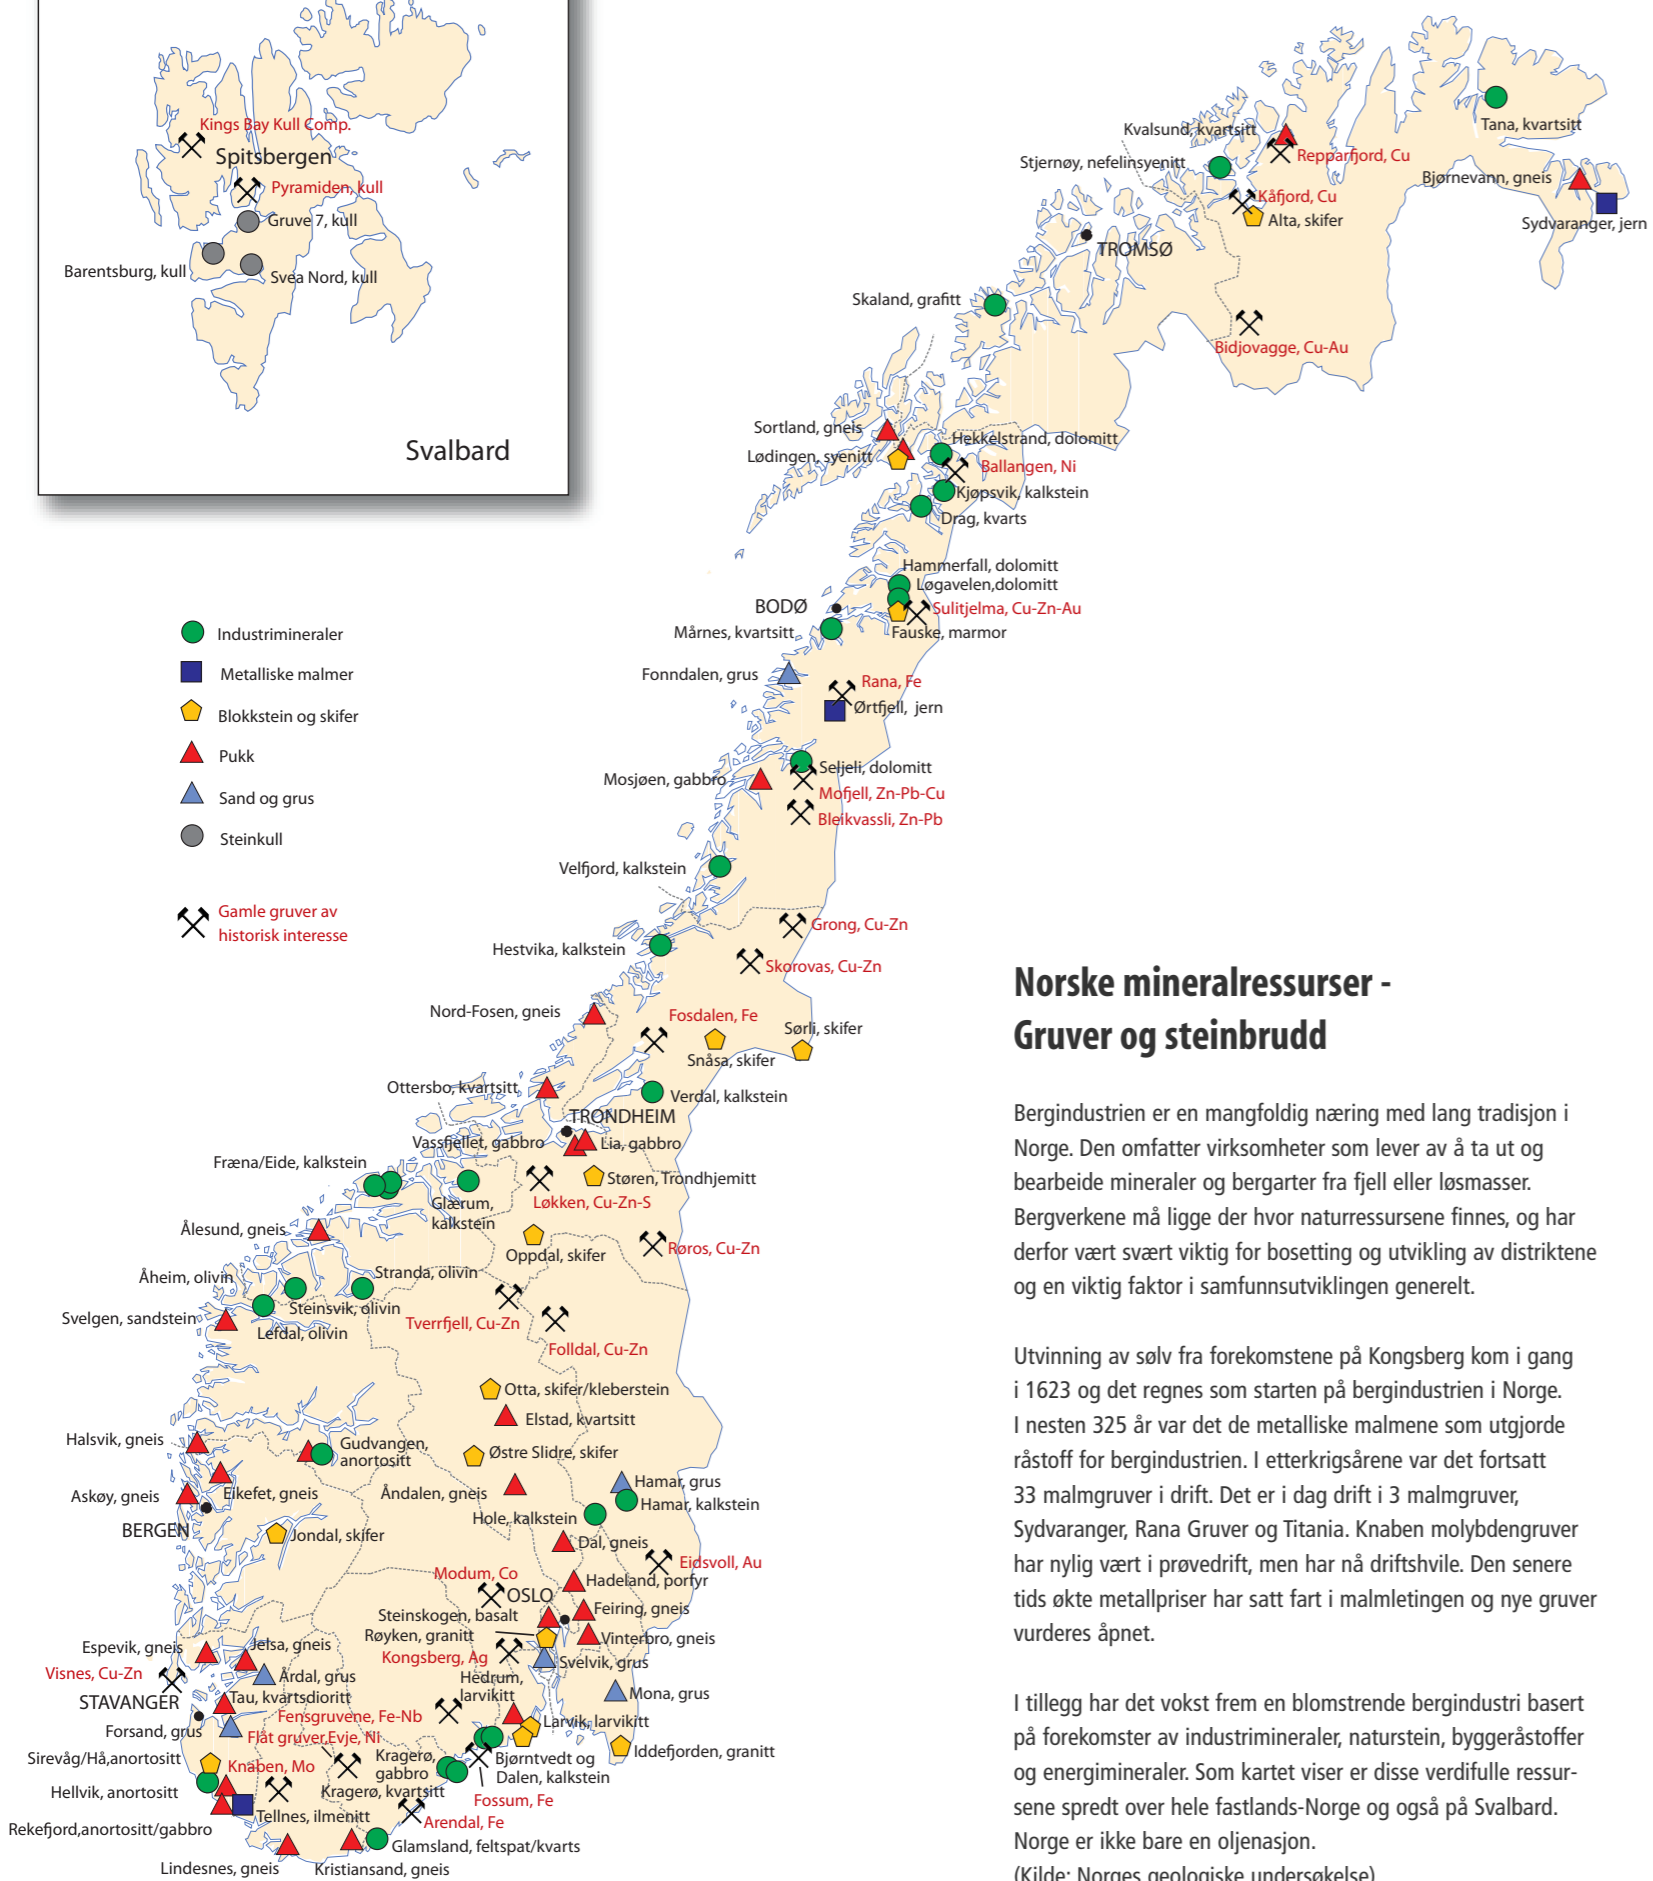 Kings Bay Kull Comp.
Spitsbergen
Pyramiden, kull
Gruve 7, kull
Barentsburg, kull
Svea Nord, kull
Svalbard
Kvalsund, kvartsitt
Tana, kvartsitt
Stjernøy, nefelinsyenitt
Repparfjord, Cu
Bjørnevann, gneis
Kåfjord, Cu
Alta, skifer
Sydvaranger, jern
TROMSØ
Skaland, grafitt
Bidjovagge, Cu-Au
Sortland, gneis
Hekkelstrand, dolomitt
Lødingen, syenitt
Ballangen, Ni
Kjøpsvik, kalkstein
Drag, kvarts
Hammerfall, dolomitt
Løgavelen,dolomitt
BODØ
Sulitjelma, Cu-Zn-Au
Mårnes, kvartsitt
Fauske, marmor
Fonndalen, grus
Rana, Fe
Ørtfjell, jern
Industrimineraler
Metalliske malmer
Blokkstein og skifer
Pukk
Sand og grus
Steinkull
Gamle gruver av
historisk interesse
Seljeli, dolomitt
Mosjøen, gabbro
Mofjell, Zn-Pb-Cu
Bleikvassli, Zn-Pb
Velfjord, kalkstein
Grong, Cu-Zn
Hestvika, kalkstein
Skorovas, Cu-Zn
Nord-Fosen, gneis
Fosdalen, Fe
Sørli, skifer
Snåsa, skifer
Ottersbo, kvartsitt
Verdal, kalkstein
TRONDHEIM
Vassfjellet, gabbro
Lia, gabbro
Fræna/Eide, kalkstein
Støren, Trondhjemitt
Glærum,
kalkstein
Løkken, Cu-Zn-S
Ålesund, gneis
Oppdal, skifer
Røros, Cu-Zn
Åheim, olivin
Stranda, olivin
Steinsvik, olivin
Svelgen, sandstein
Lefdal, olivin
Tverrfjell, Cu-Zn
Folldal, Cu-Zn
Otta, skifer/kleberstein
Elstad, kvartsitt
Halsvik, gneis
Gudvangen,
anortositt
Østre Slidre, skifer
Askøy, gneis
Eikefet, gneis
Åndalen, gneis
Hamar, grus
Hamar, kalkstein
Hole, kalkstein
BERGEN
Jondal, skifer
Dal, gneis
Eidsvoll, Au
Modum, Co
Hadeland, porfyr
OSLO
Steinskogen, basalt
Feiring, gneis
Røyken, granitt
Vinterbro, gneis
Espevik, gneis
Jelsa, gneis
Kongsberg, Ag
Svelvik, grus
Visnes, Cu-Zn
Årdal, grus
Hedrum,
larvikitt
Mona, grus
STAVANGER
Tau, kvartsdioritt
Fensgruvene, Fe-Nb
Larvik, larvikitt
Forsand, grus
Flåt gruver,Evje, Ni
Iddefjorden, granitt
Sirevåg/Hå,anortositt
Knaben, Mo
Kragerø,
gabbro
Bjørntvedt og
Dalen, kalkstein
Hellvik, anortositt
Kragerø, kvartsitt
Fossum, Fe
Tellnes, ilmenitt
Arendal, Fe
Rekefjord,anortositt/gabbro
Glamsland, feltspat/kvarts
Lindesnes, gneis
Kristiansand, gneis
Norske mineralressurser -
Gruver og steinbrudd
Bergindustrien er en mangfoldig næring med lang tradisjon i
Norge. Den omfatter virksomheter som lever av å ta ut og
bearbeide mineraler og bergarter fra fjell eller løsmasser.
Bergverkene må ligge der hvor naturressursene finnes, og har
derfor vært svært viktig for bosetting og utvikling av distriktene
og en viktig faktor i samfunnsutviklingen generelt.
Utvinning av sølv fra forekomstene på Kongsberg kom i gang
i 1623 og det regnes som starten på bergindustrien i Norge.
I nesten 325 år var det de metalliske malmene som utgjorde
råstoff for bergindustrien. I etterkrigsårene var det fortsatt
33 malmgruver i drift. Det er i dag drift i 3 malmgruver,
Sydvaranger, Rana Gruver og Titania. Knaben molybdengruver
har nylig vært i prøvedrift, men har nå driftshvile. Den senere
tids økte metallpriser har satt fart i malmletingen og nye gruver
vurderes åpnet.
I tillegg har det vokst frem en blomstrende bergindustri basert
på forekomster av industrimineraler, naturstein, byggeråstoffer
og energimineraler. Som kartet viser er disse verdifulle ressur-
sene spredt over hele fastlands-Norge og også på Svalbard.
Norge er ikke bare en oljenasjon.
(Kilde: Norges geologiske undersøkelse)